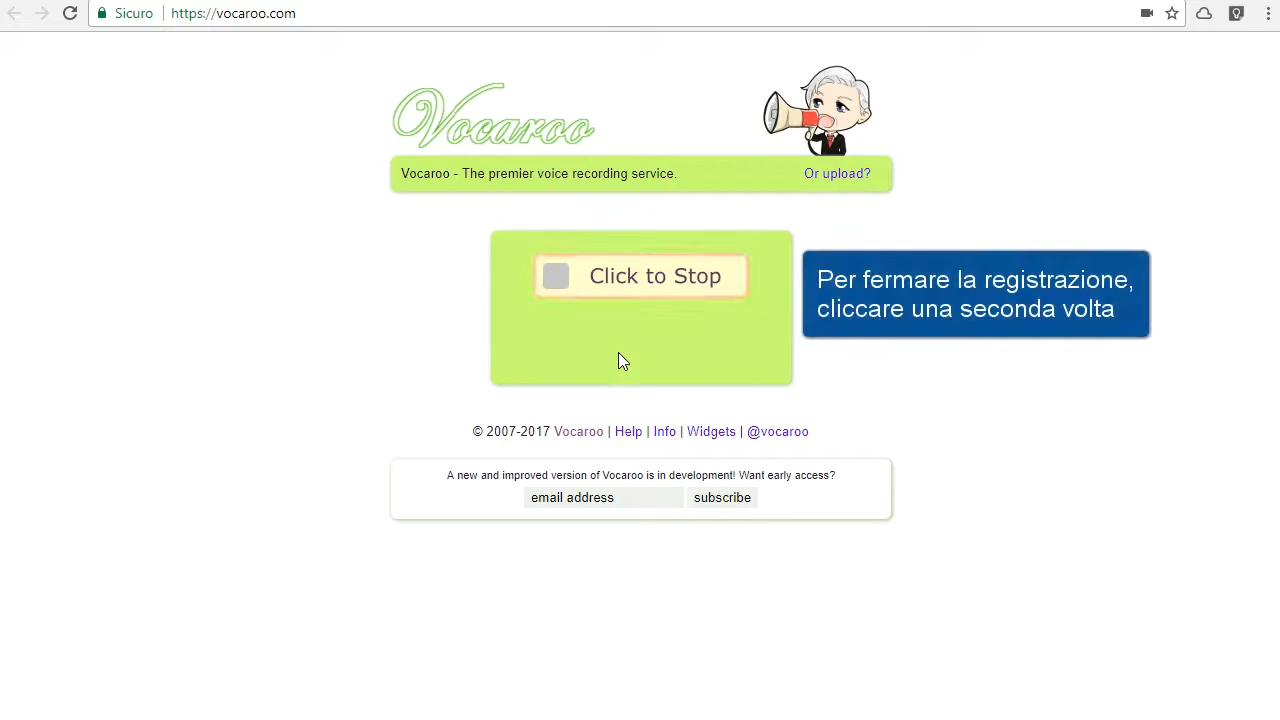 Sicuro https://vocaroo.com
Vocaroo
Vocaroo - The premier voice recording service. Or upload?
Click to Stop
Per fermare la registrazione,
cliccare una seconda volta
© 2007-2017 Vocaroo | Help | Info | Widgets | @vocaroo
A new and improved version of Vocaroo is in development! Want early access?
email address subscribe